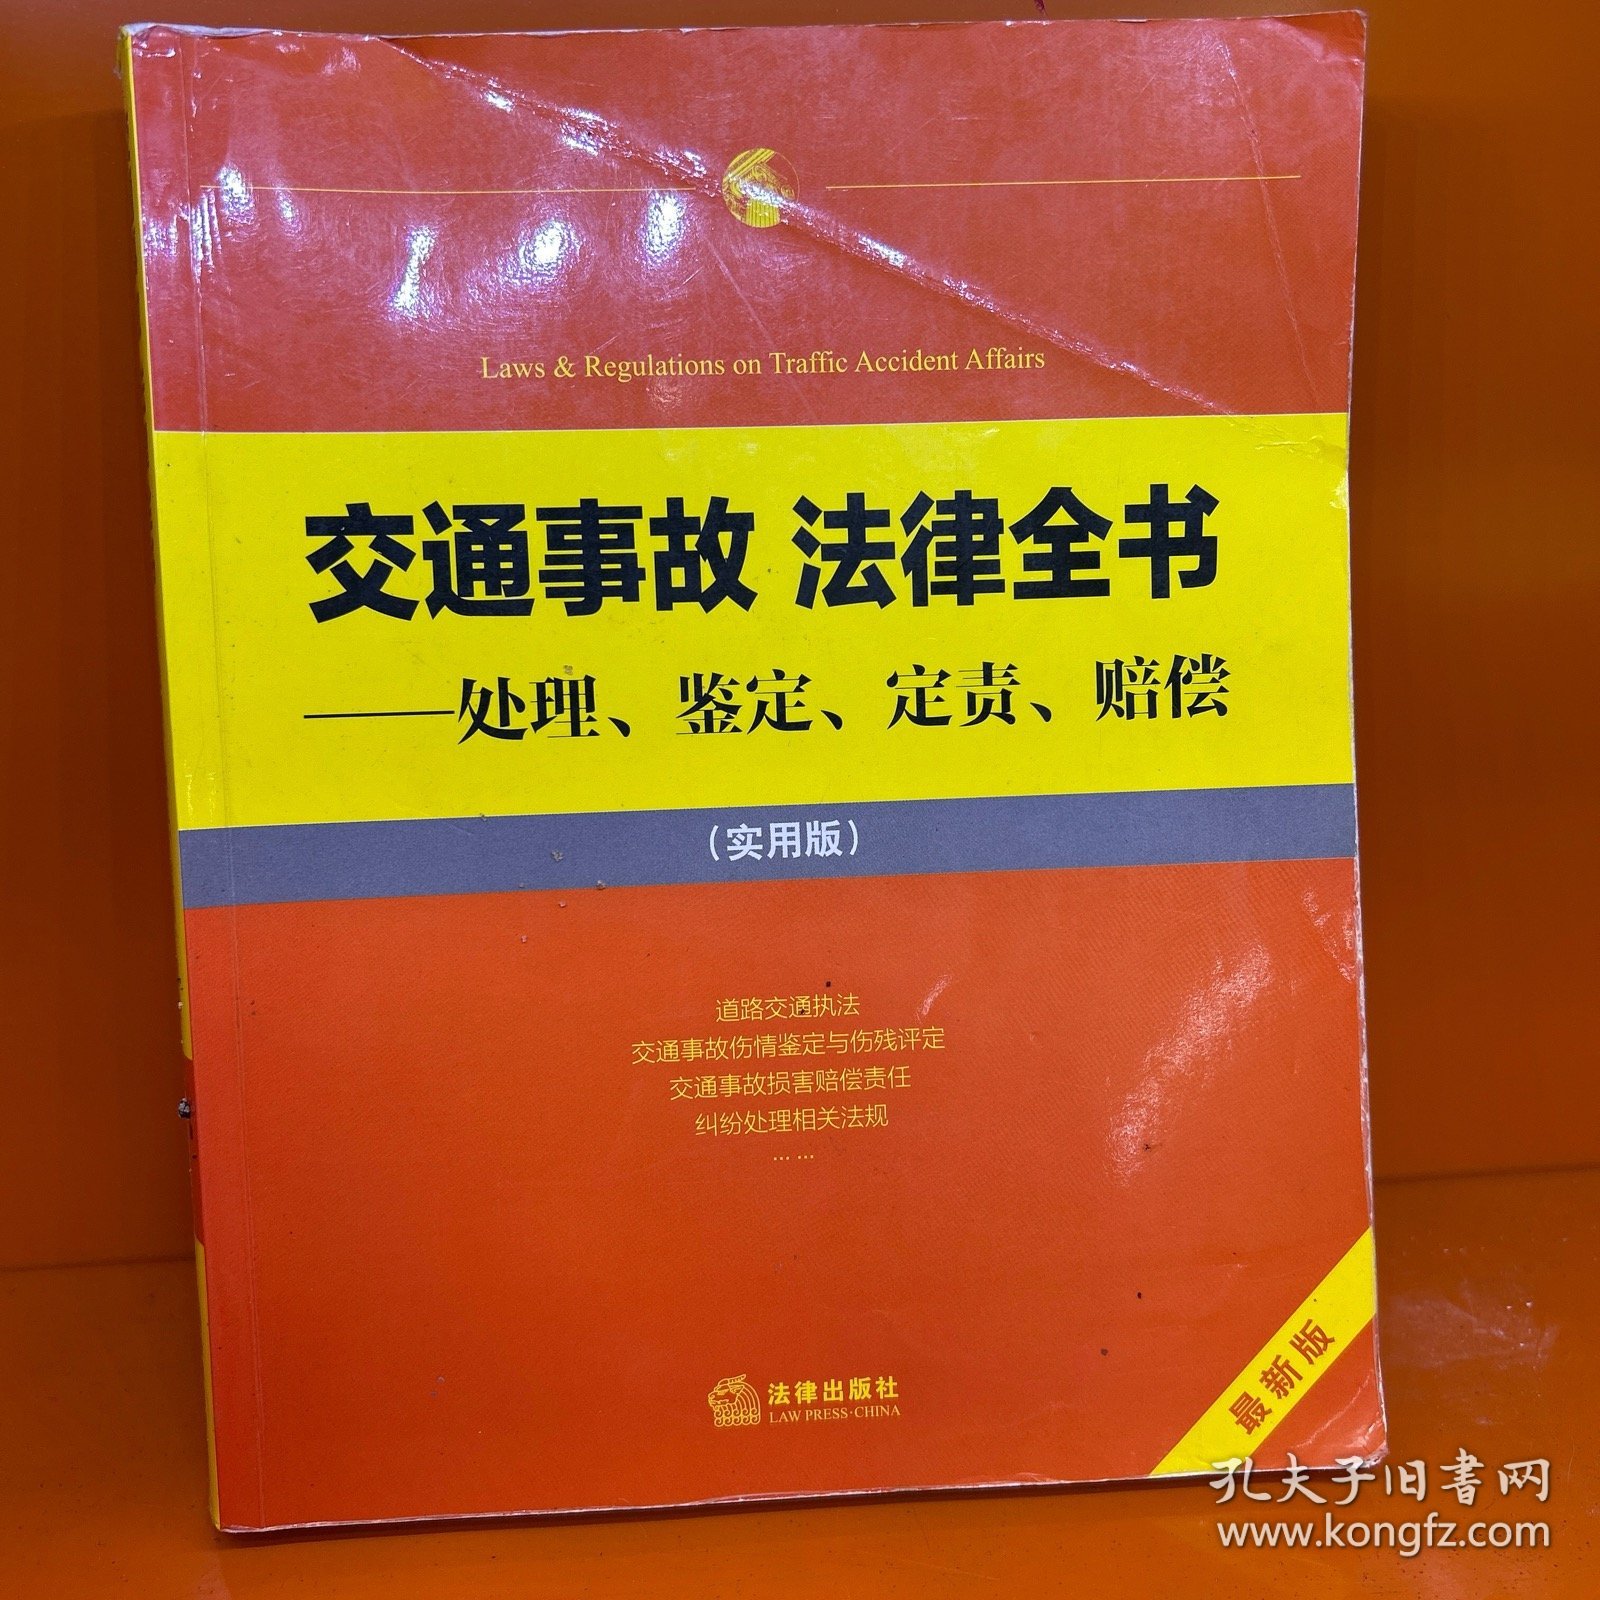 Laws & Regulations on Traffic Accident Affairs
交通事故 法律全书
——处理、鉴定、定责、赔偿
（实用版）
道路交通执法
交通事故伤情鉴定与伤残评定
交通事故损害赔偿责任
纠纷处理相关法规
……
法律出版社
LAW PRESS·CHINA
最新版
孔夫子旧书网
www.kongfz.com